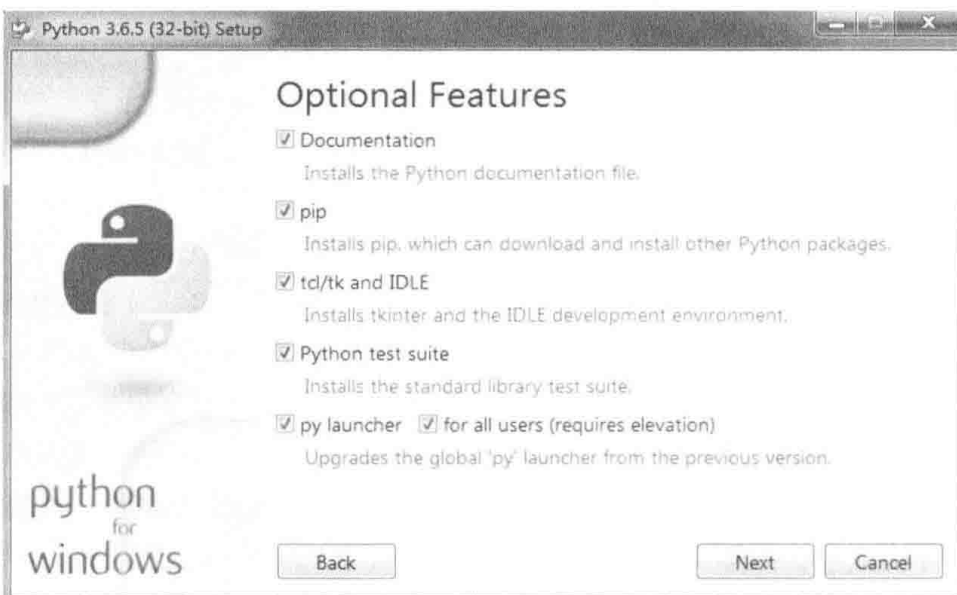 Python 3.6.5 (32-bit) Setup
Optional Features
Documentation
Installs the Python documentation file.
pip
Installs pip, which can download and install other Python packages.
tcl/tk and IDLE
Installs tkinter and the IDLE development environment.
Python test suite
Installs the standard library test suite.
py launcher for all users (requires elevation)
Upgrades the global 'py' launcher from the previous version.
python
for
windows
Back Next Cancel